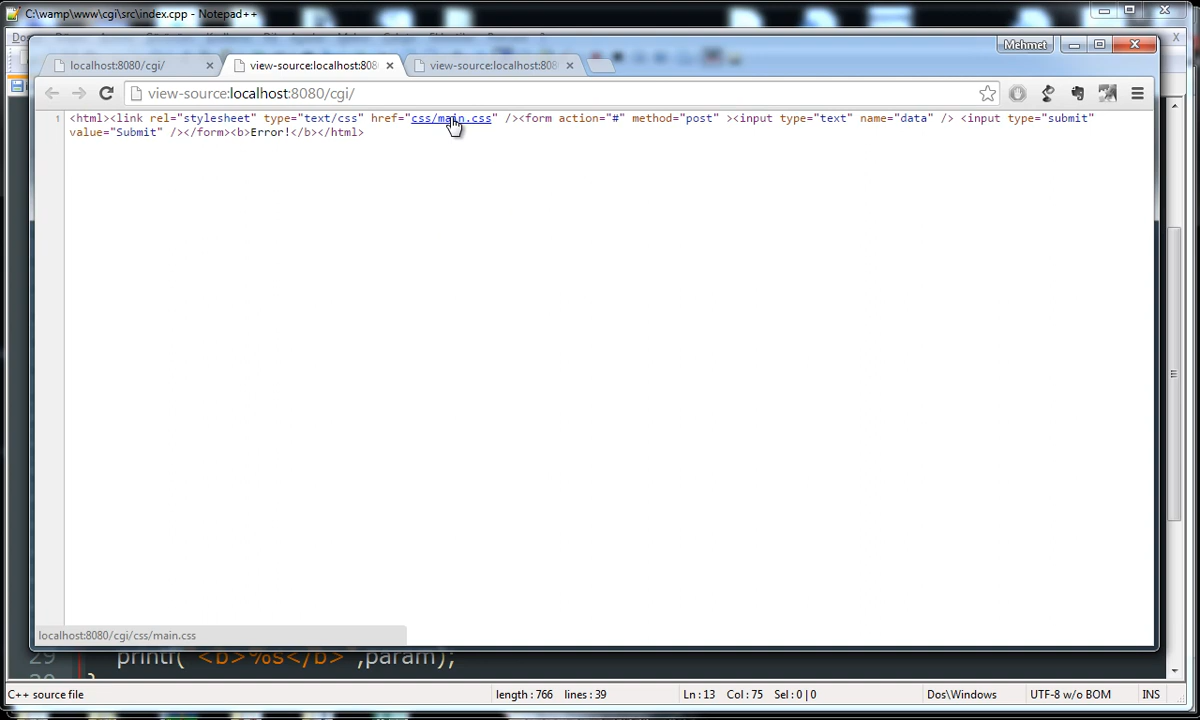 C:\wamp\www\cgi\src\index.cpp - Notepad++
Mehmet
localhost:8080/cgi/
view-source:localhost:808
view-source:localhost:808
view-source:localhost:8080/cgi/
1 <html><link rel="stylesheet" type="text/css" href="css/main.css" /><form action="#" method="post" ><input type="text" name="data" /> <input type="submit"
value="Submit" /></form><b>Error!</b></html>
localhost:8080/cgi/css/main.css
29 printf("<b>%s</b>",param);
C++ source file length : 766 lines : 39 Ln : 13 Col : 75 Sel : 0 | 0 Dos\Windows UTF-8 w/o BOM INS